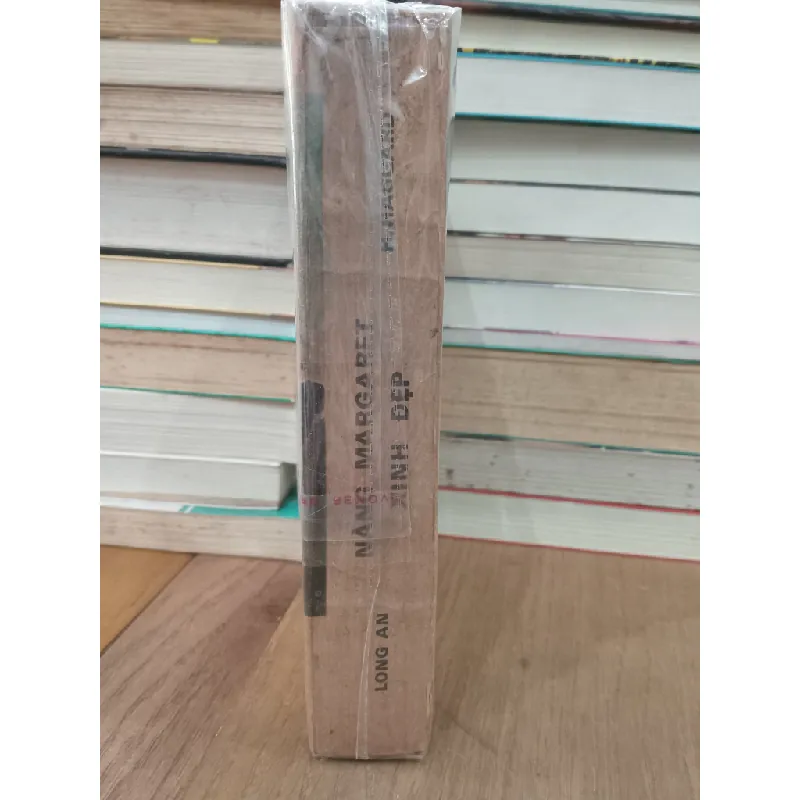 H.HAGGARD
NÀNG MARGARET
XINH ĐẸP
LONG AN